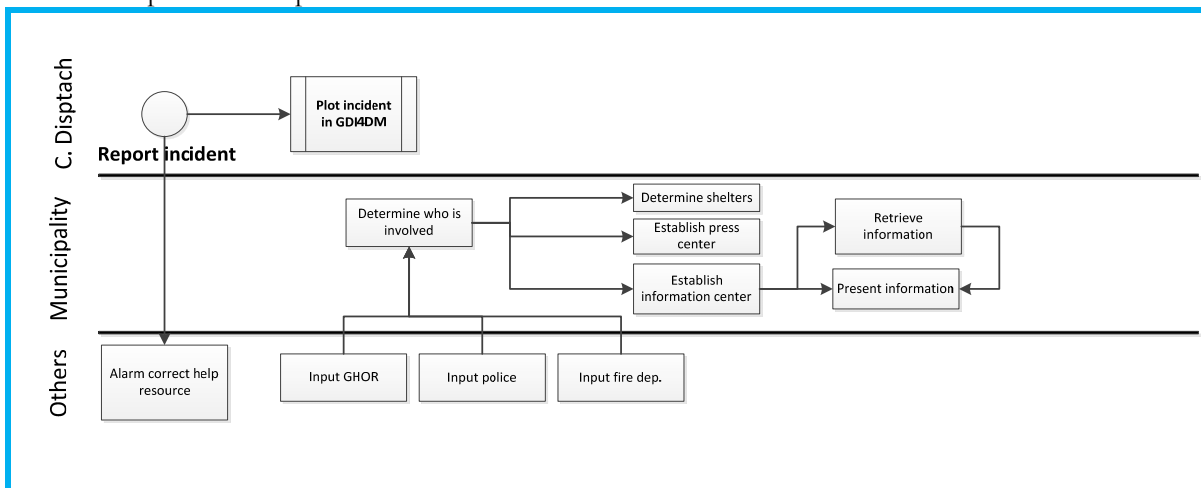 C. Disptach
Plot incident
in GDI4DM
Report incident
Municipality
Determine who is
involved
Determine shelters
Establish press
center
Establish
information center
Retrieve
information
Present information
Others
Alarm correct help
resource
Input GHOR
Input police
Input fire dep.